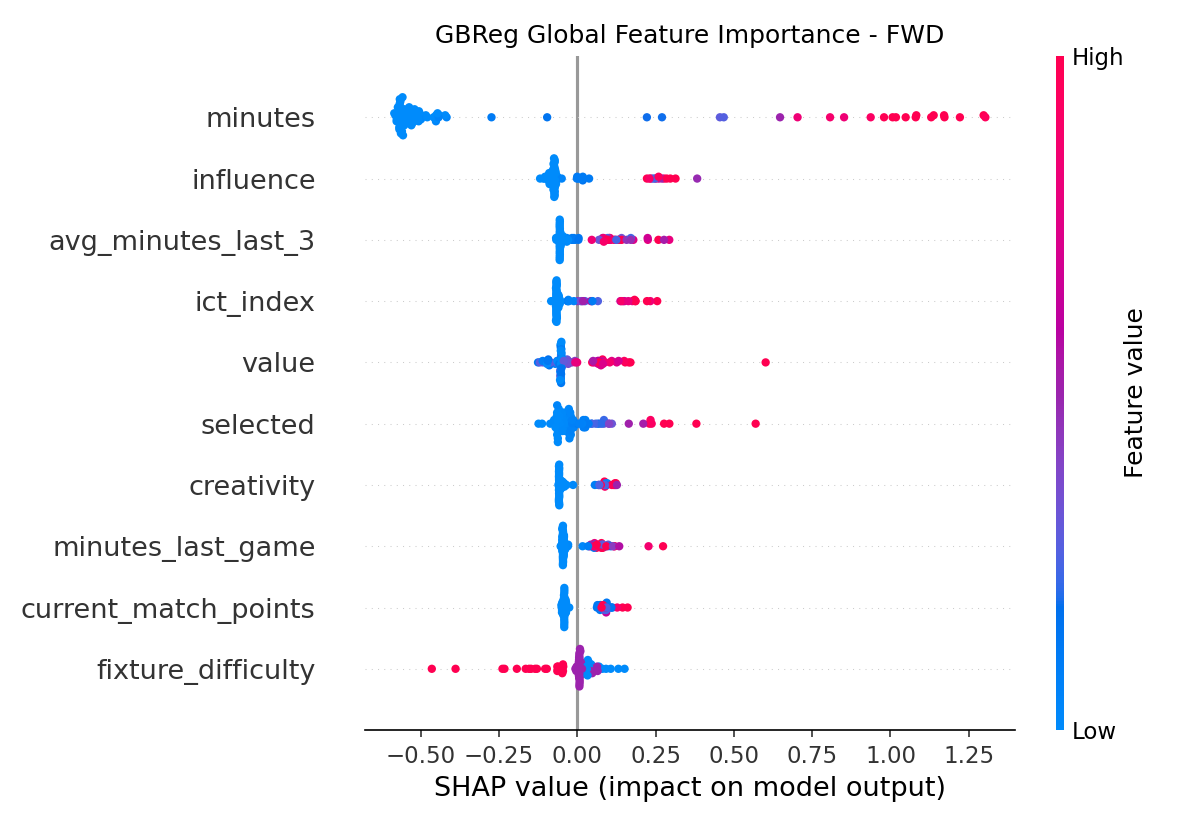 GBReg Global Feature Importance - FWD
High
minutes
influence
avg_minutes_last_3
ict_index
value
selected
creativity
minutes_last_game
current_match_points
fixture_difficulty
Feature value
Low
−0.50 −0.25 0.00 0.25 0.50 0.75 1.00 1.25
SHAP value (impact on model output)